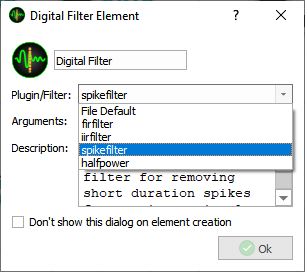 Digital Filter Element
Digital Filter
Plugin/Filter: spikefilter
File Default
Arguments: firfilter
iirfilter
Description: spikefilter
halfpower
filter for removing
short duration spikes
Don't show this dialog on element creation
Ok